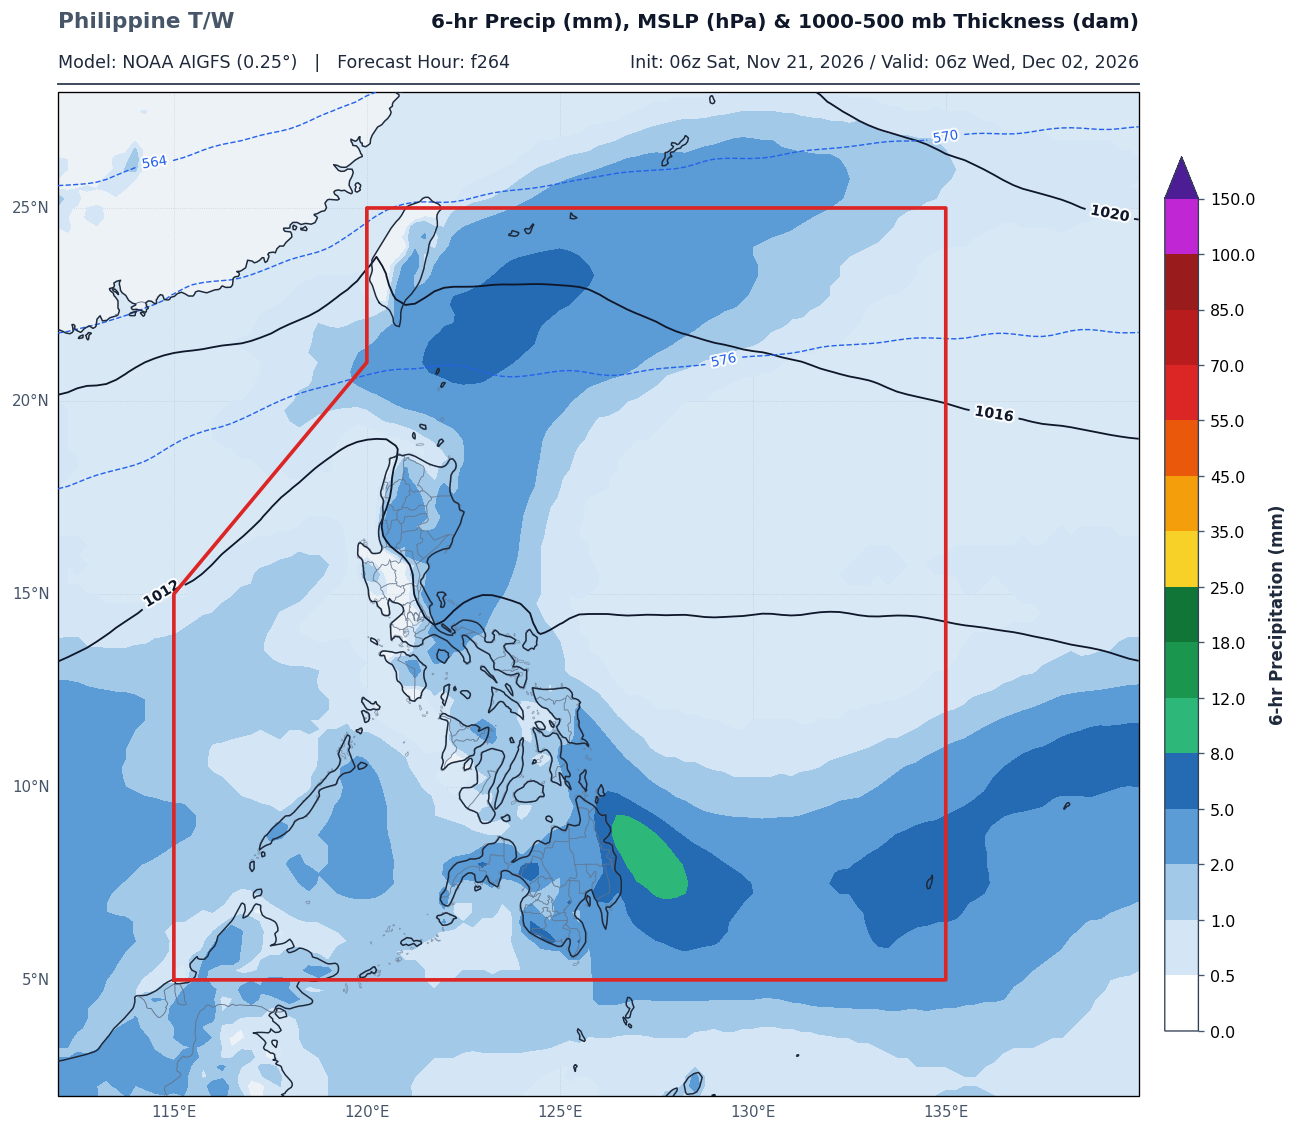 Philippine T/W
6-hr Precip (mm), MSLP (hPa) & 1000-500 mb Thickness (dam)
Model: NOAA AIGFS (0.25°) | Forecast Hour: f264
Init: 06z Sat, Nov 21, 2026 / Valid: 06z Wed, Dec 02, 2026
564
570
1020
576
1016
1012
25°N
20°N
15°N
10°N
5°N
115°E
120°E
125°E
130°E
135°E
150.0
100.0
85.0
70.0
55.0
45.0
35.0
25.0
18.0
12.0
8.0
5.0
2.0
1.0
0.5
0.0
6-hr Precipitation (mm)